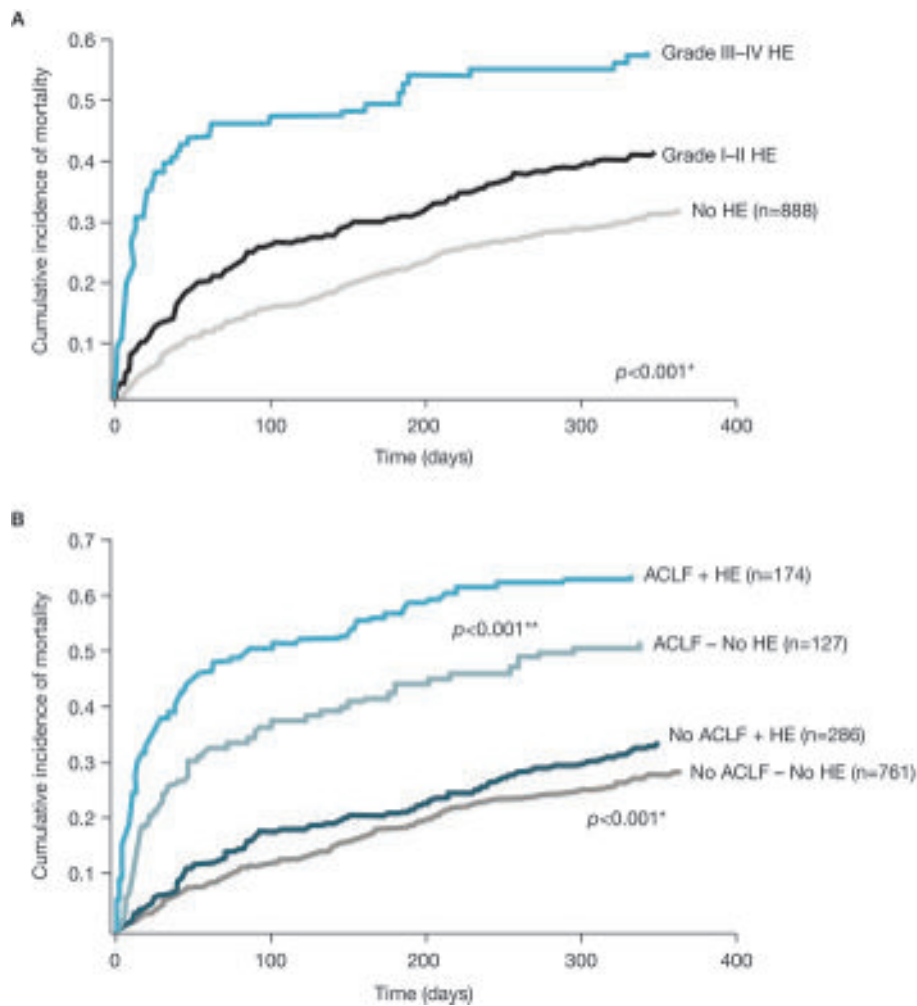 A
0.6
0.5
0.4
0.3
0.2
0.1
Cumulative incidence of mortality
0 100 200 300 400
Time (days)
Grade III–IV HE
Grade I–II HE
No HE (n=888)
p<0.001*
B
0.7
0.6
0.5
0.4
0.3
0.2
0.1
Cumulative incidence of mortality
0 100 200 300 400
Time (days)
ACLF + HE (n=174)
p<0.001**
ACLF – No HE (n=127)
No ACLF + HE (n=286)
No ACLF – No HE (n=761)
p<0.001*